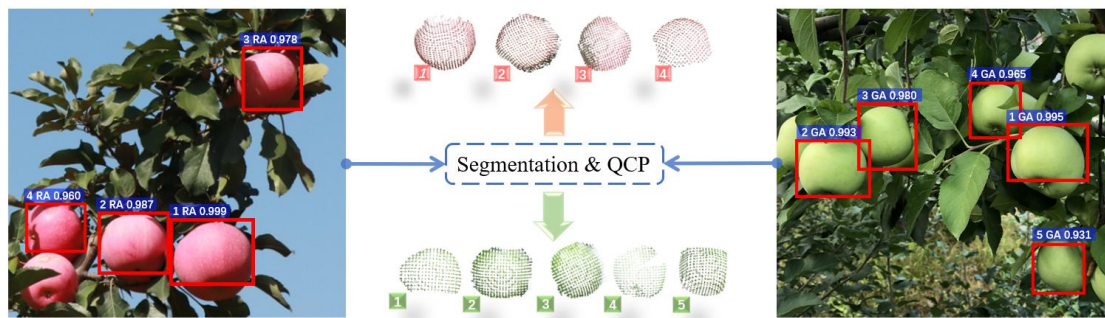 3 RA 0.978
4 RA 0.960
2 RA 0.987
1 RA 0.999
1
2
3
4
Segmentation & QCP
1
2
3
4
5
4 GA 0.965
3 GA 0.980
1 GA 0.995
2 GA 0.993
5 GA 0.931